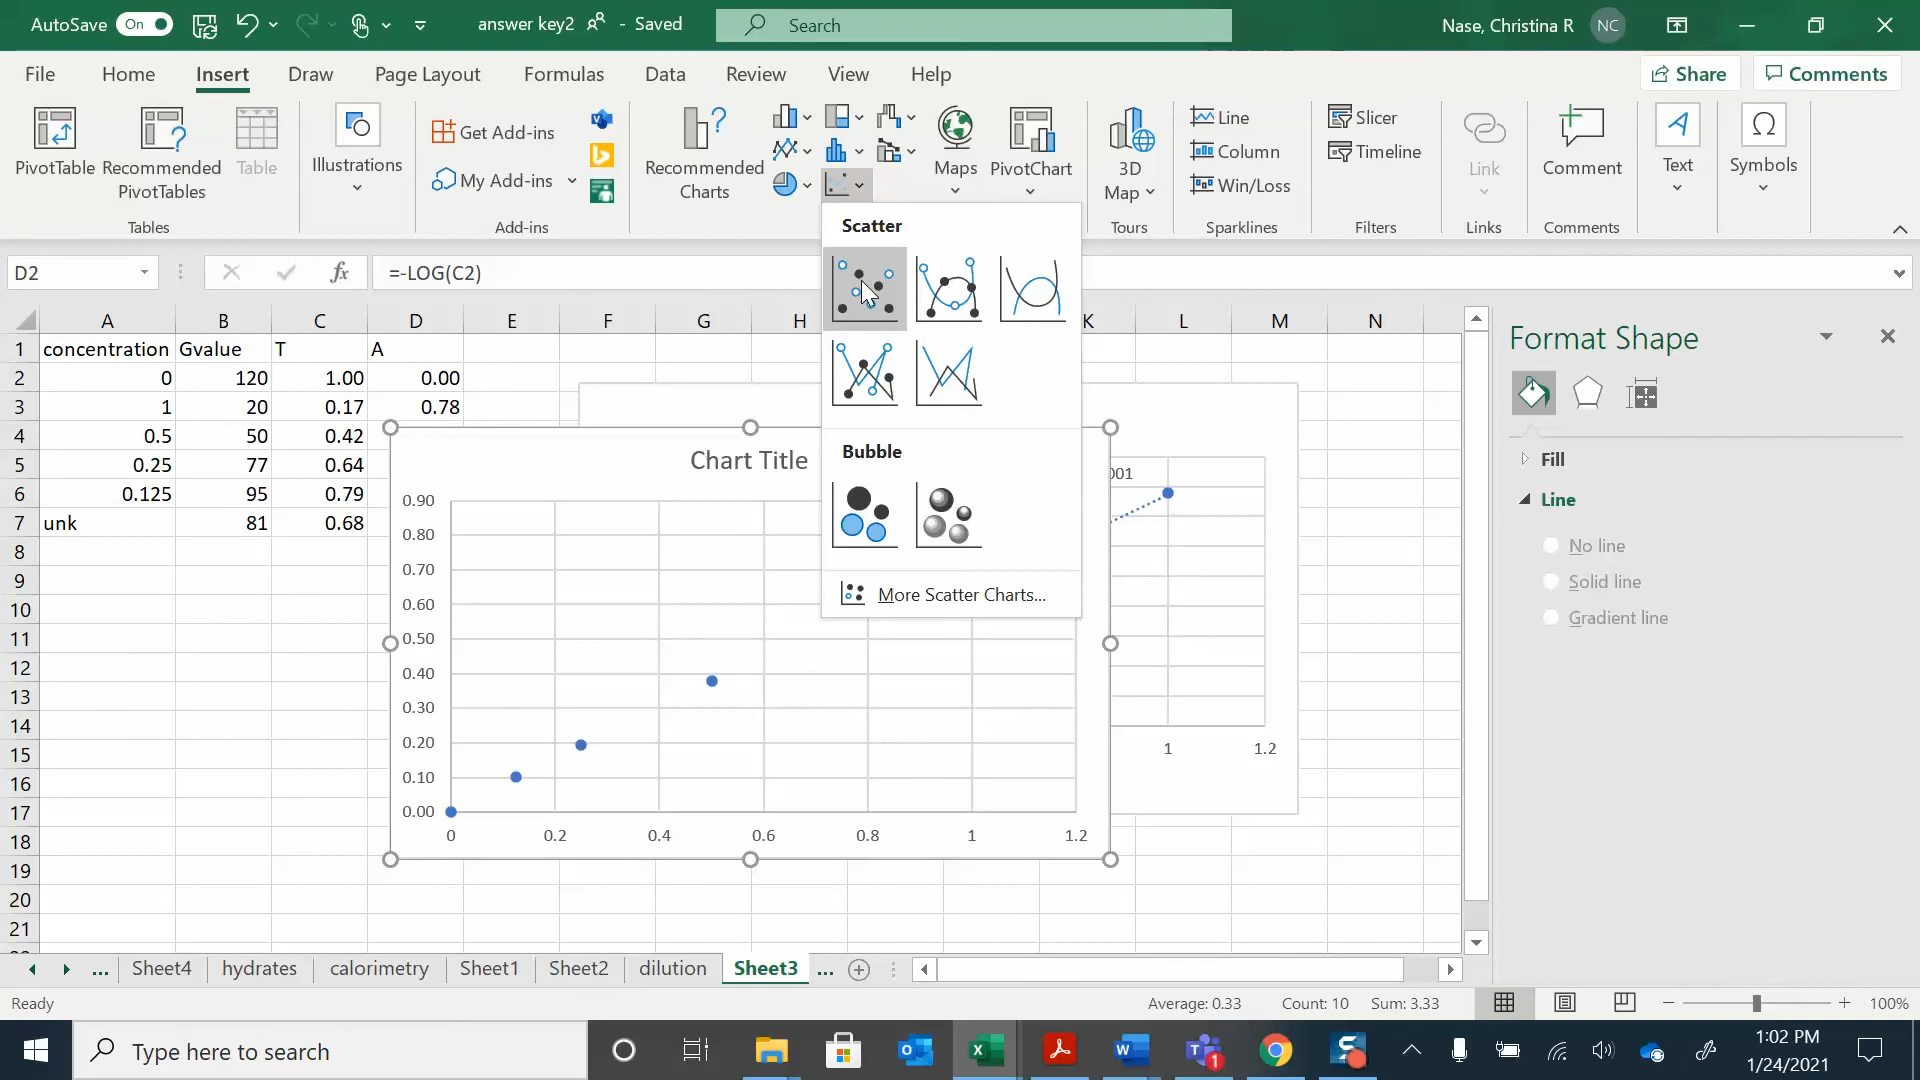 AutoSave On answer key2 - Saved Search Nase, Christina R NC
File Home Insert Draw Page Layout Formulas Data Review View Help Share Comments
PivotTable Recommended PivotTables Table Illustrations Get Add-ins My Add-ins Recommended Charts Maps PivotChart 3D Map Line Column Win/Loss Slicer Timeline Link Comment Text Symbols
Tables Add-ins Tours Sparklines Filters Links Comments
Scatter
Bubble
More Scatter Charts...
D2 fx =-LOG(C2)
A B C D E F G H K L M N
1 concentration Gvalue T A
2 0 120 1.00 0.00
3 1 20 0.17 0.78
4 0.5 50 0.42
5 0.25 77 0.64
6 0.125 95 0.79
7 unk 81 0.68
8
9
10
11
12
13
14
15
16
17
18
19
20
21
Chart Title
0.90
0.80
0.70
0.60
0.50
0.40
0.30
0.20
0.10
0.00
0 0.2 0.4 0.6 0.8 1 1.2
001
1 1.2
Format Shape
Fill
Line
No line
Solid line
Gradient line
... Sheet4 hydrates calorimetry Sheet1 Sheet2 dilution Sheet3 ...
Ready Average: 0.33 Count: 10 Sum: 3.33 100%
Type here to search
1:02 PM
1/24/2021